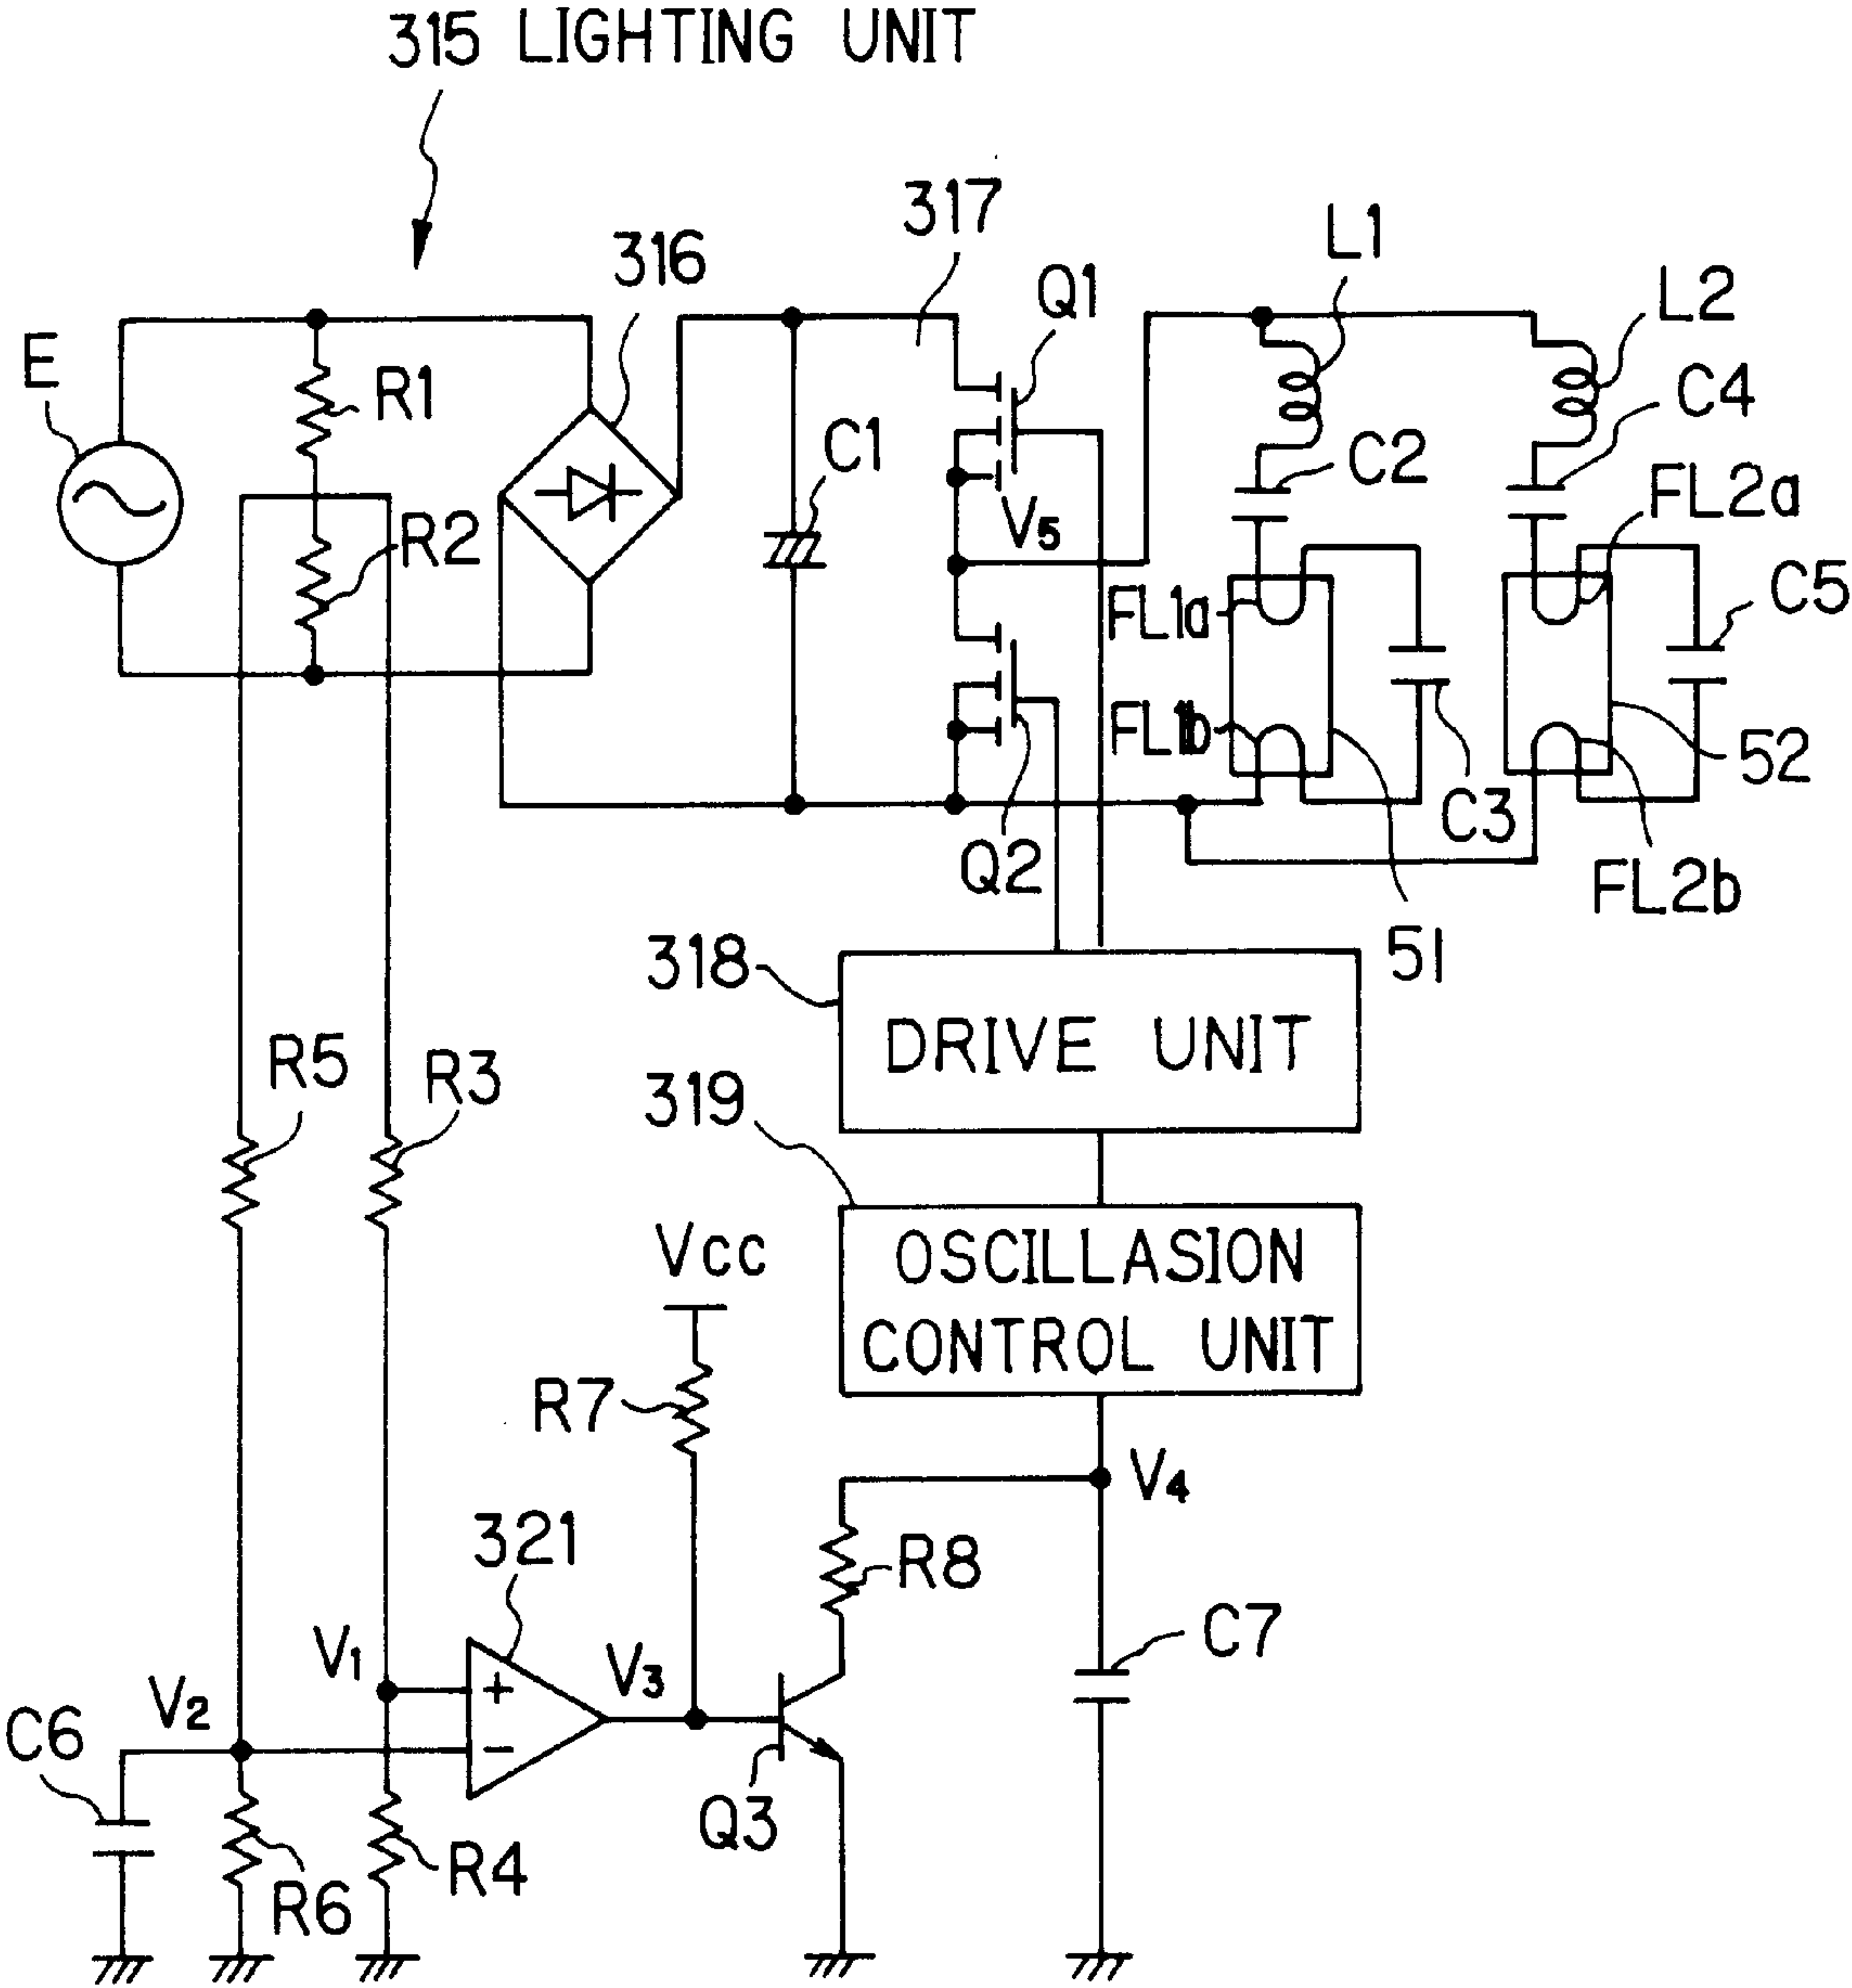 315 LIGHTING UNIT
317
L1
316
Q1
L2
E
R1
C4
C1
C2
R2
V5
FL2a
FL1a
C5
FL1b
52
C3
Q2
FL2b
318
51
DRIVE UNIT
R5
R3
319
Vcc
OSCILLASION
CONTROL UNIT
R7
V4
321
R8
C7
V1
V3
V2
C6
Q3
R4
R6